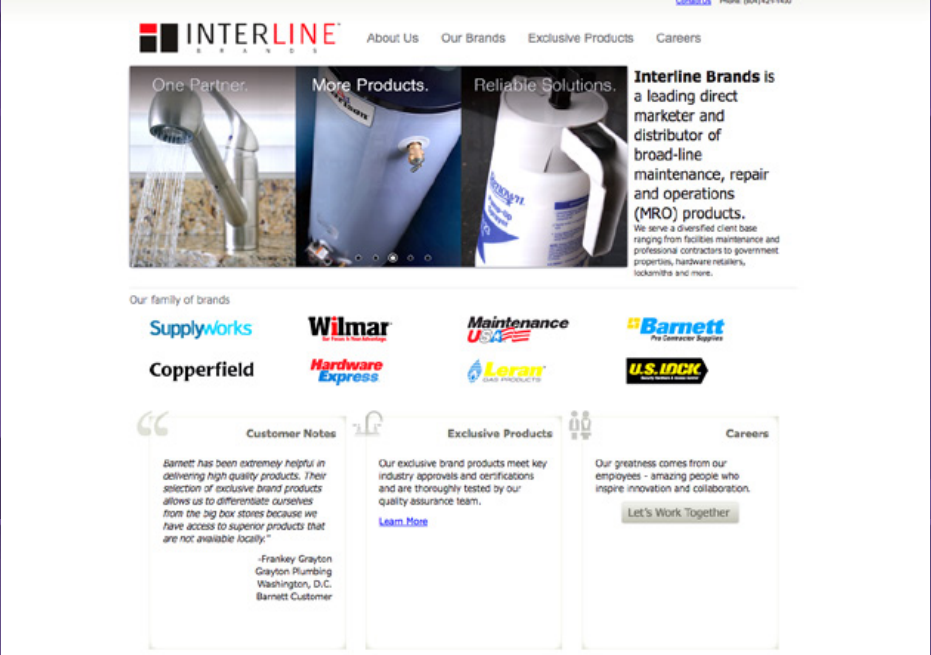 Contact Us
INTERLINE
BRANDS
About Us Our Brands Exclusive Products Careers
One Partner. More Products. Reliable Solutions.
Interline Brands is
a leading direct
marketer and
distributor of
broad-line
maintenance, repair
and operations
(MRO) products.
We serve a diversified client base
ranging from facilities maintenance and
professional contractors to government
properties, hardware retailers,
locksmiths and more.
Our family of brands
SupplyWorks
Wilmar
Our Focus Is Your Advantage.
Maintenance
USA
Barnett
Pro Contractor Supplies
Copperfield
Hardware
Express
Leran
GAS PRODUCTS
U.S. LOCK
Customer Notes
Barnett has been extremely helpful in
delivering high quality products. Their
selection of exclusive brand products
allows us to differentiate ourselves
from the big box stores because we
have access to superior products that
are not available locally."
-Frankey Grayton
Grayton Plumbing
Washington, D.C.
Barnett Customer
Exclusive Products
Our exclusive brand products meet key
industry approvals and certifications
and are thoroughly tested by our
quality assurance team.
Learn More
Careers
Our greatness comes from our
employees - amazing people who
inspire innovation and collaboration.
Let's Work Together